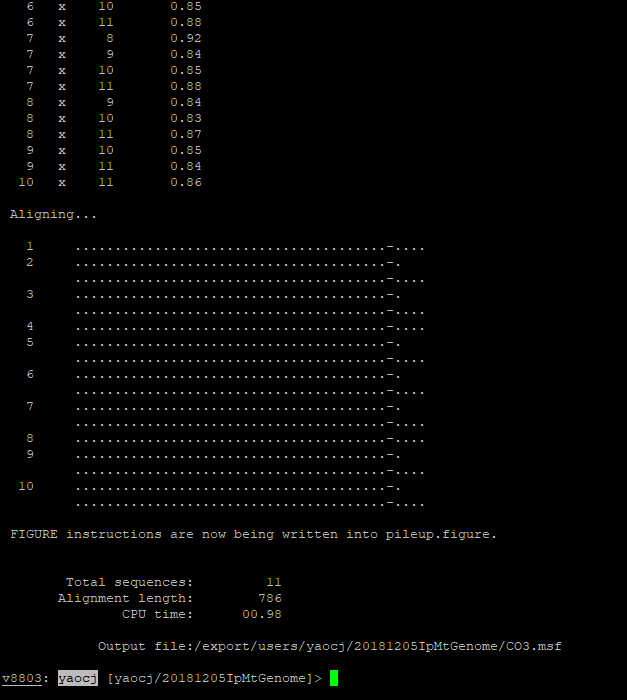 6 x 10 0.85
6 x 11 0.88
7 x 8 0.92
7 x 9 0.84
7 x 10 0.85
7 x 11 0.88
8 x 9 0.84
8 x 10 0.83
8 x 11 0.87
9 x 10 0.85
9 x 11 0.84
10 x 11 0.86
Aligning...
1 .......................................-....
2 .......................................-.
.......................................-....
3 .......................................-.
.......................................-....
4 .......................................-....
5 .......................................-.
.......................................-....
6 .......................................-.
.......................................-....
7 .......................................-.
.......................................-....
8 .......................................-....
9 .......................................-.
.......................................-....
10 .......................................-.
.......................................-....
FIGURE instructions are now being written into pileup.figure.
Total sequences: 11
Alignment length: 786
CPU time: 00.98
Output file:/export/users/yaocj/20181205IpMtGenome/CO3.msf
v8803: yaocj [yaocj/20181205IpMtGenome]>